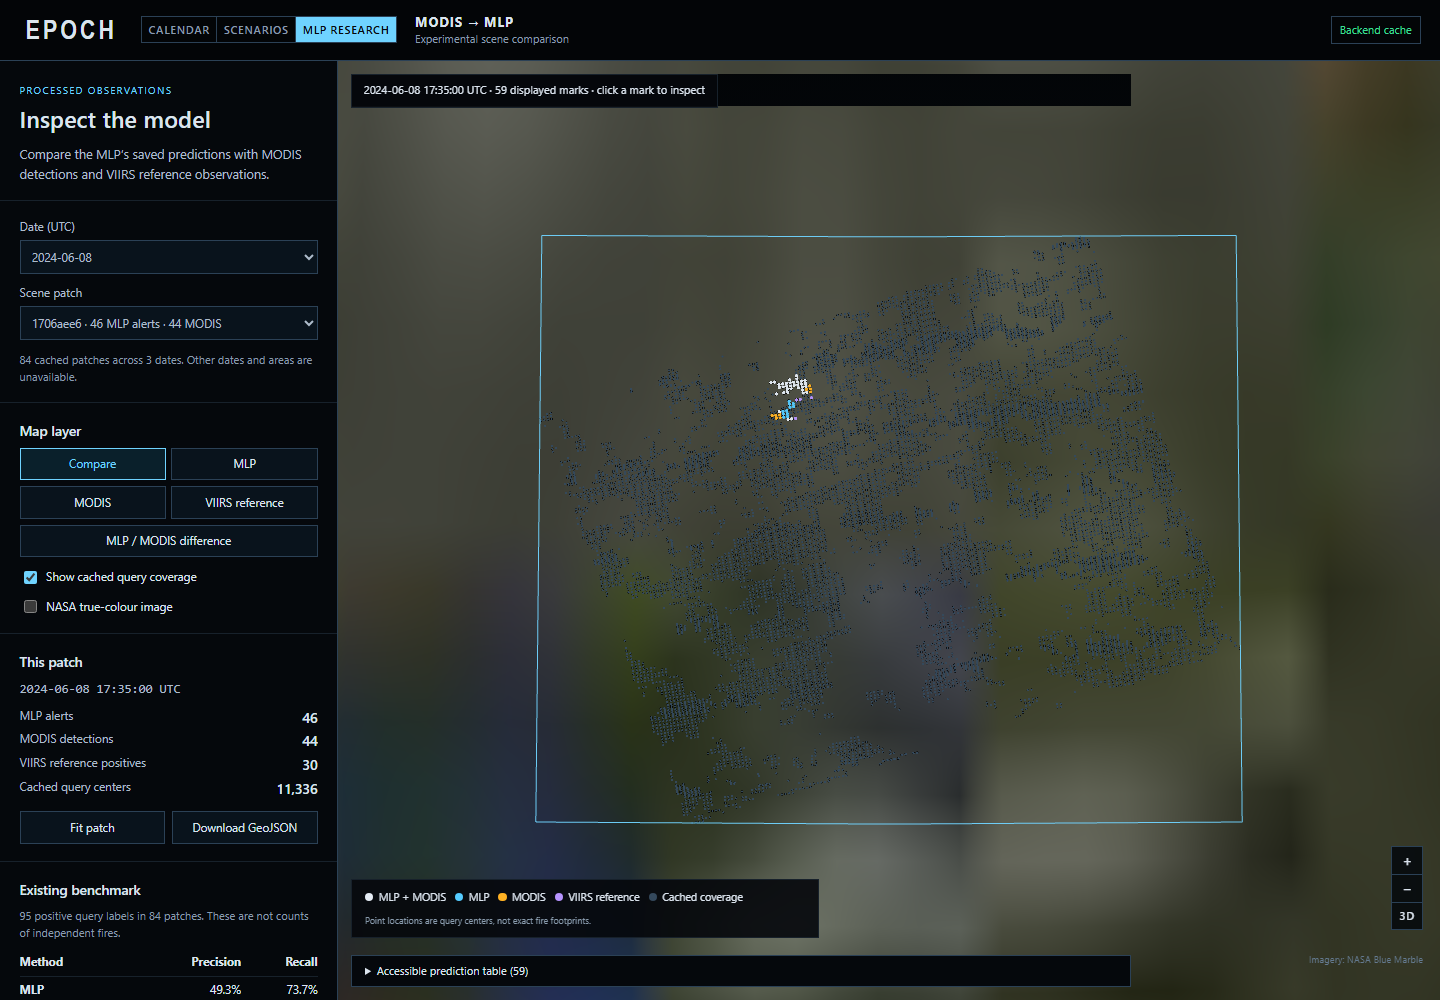 EPOCH
CALENDAR
SCENARIOS
MLP RESEARCH
MODIS → MLP
Experimental scene comparison
Backend cache
PROCESSED OBSERVATIONS
Inspect the model
Compare the MLP's saved predictions with MODIS
detections and VIIRS reference observations.
Date (UTC)
2024-06-08
Scene patch
1706aee6 · 46 MLP alerts · 44 MODIS
84 cached patches across 3 dates. Other dates and areas are
unavailable.
Map layer
Compare
MLP
MODIS
VIIRS reference
MLP / MODIS difference
Show cached query coverage
NASA true-colour image
This patch
2024-06-08 17:35:00 UTC
MLP alerts 46
MODIS detections 44
VIIRS reference positives 30
Cached query centers 11,336
Fit patch
Download GeoJSON
Existing benchmark
95 positive query labels in 84 patches. These are not counts
of independent fires.
Method Precision Recall
MLP 49.3% 73.7%
2024-06-08 17:35:00 UTC · 59 displayed marks · click a mark to inspect
MLP + MODIS MLP MODIS VIIRS reference Cached coverage
Point locations are query centers, not exact fire footprints.
▶ Accessible prediction table (59)
+
−
3D
Imagery: NASA Blue Marble